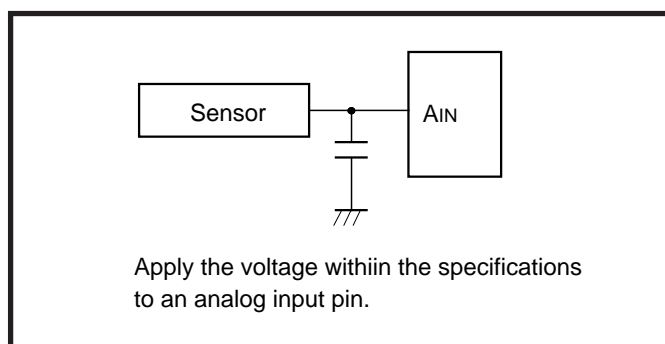 Sensor
AIN
Apply the voltage withiin the specifications
to an analog input pin.